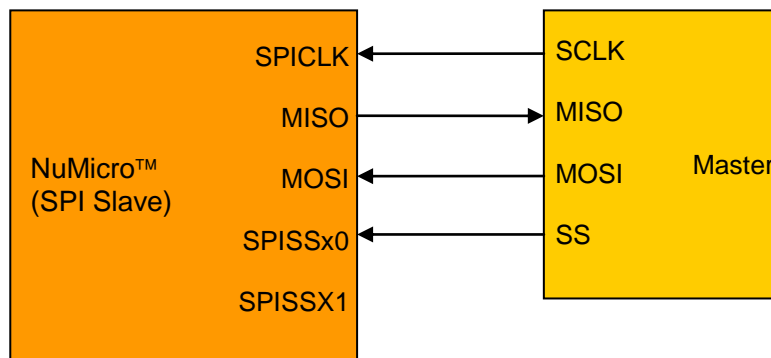 SPICLK
MISO
NuMicro™
(SPI Slave)
MOSI
SPISSx0
SPISSX1
SCLK
MISO
MOSI
Master
SS